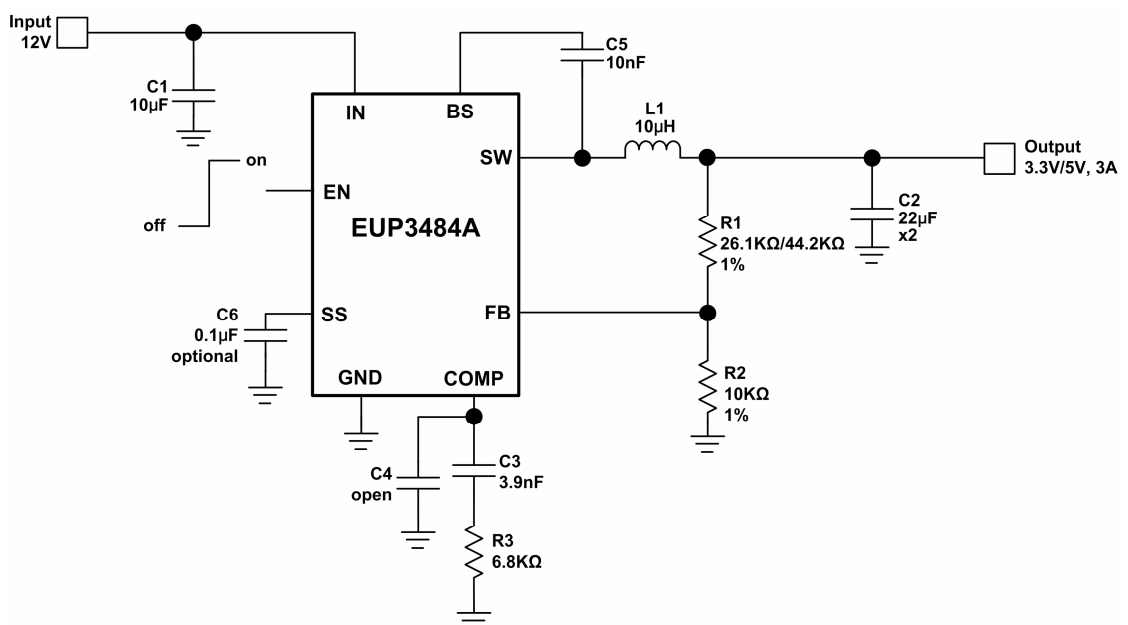 Input
12V
C1
10µF
IN
BS
C5
10nF
L1
10µH
SW
Output
3.3V/5V, 3A
on
off
EN
EUP3484A
C2
22µF
x2
R1
26.1KΩ/44.2KΩ
1%
C6
0.1µF
optional
SS
FB
GND
COMP
R2
10KΩ
1%
C4
open
C3
3.9nF
R3
6.8KΩ